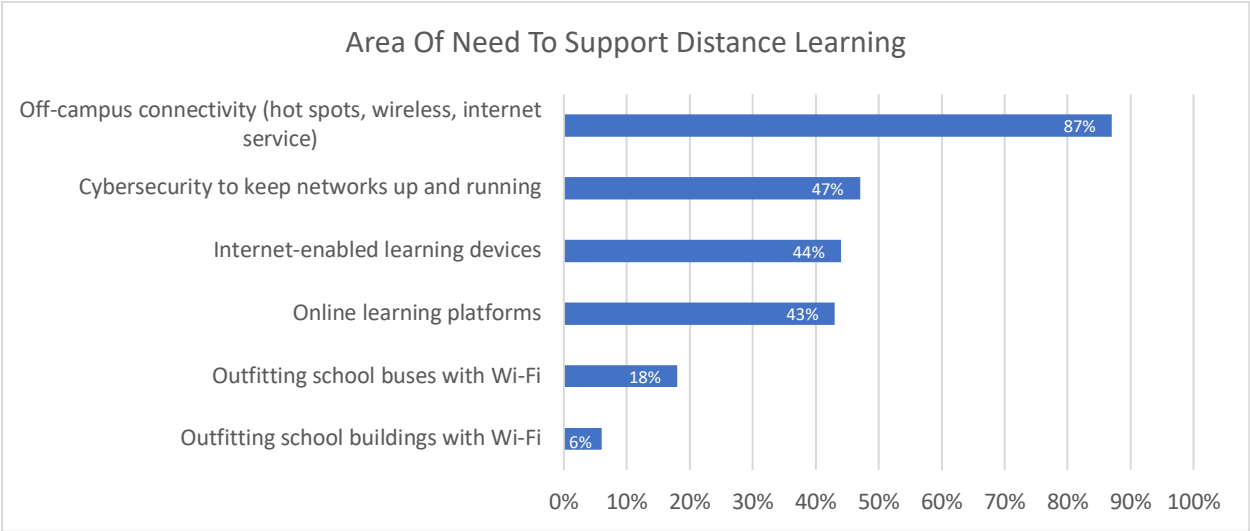 Area Of Need To Support Distance Learning
Off-campus connectivity (hot spots, wireless, internet
service)
87%
Cybersecurity to keep networks up and running
47%
Internet-enabled learning devices
44%
Online learning platforms
43%
Outfitting school buses with Wi-Fi
18%
Outfitting school buildings with Wi-Fi
6%
0% 10% 20% 30% 40% 50% 60% 70% 80% 90% 100%